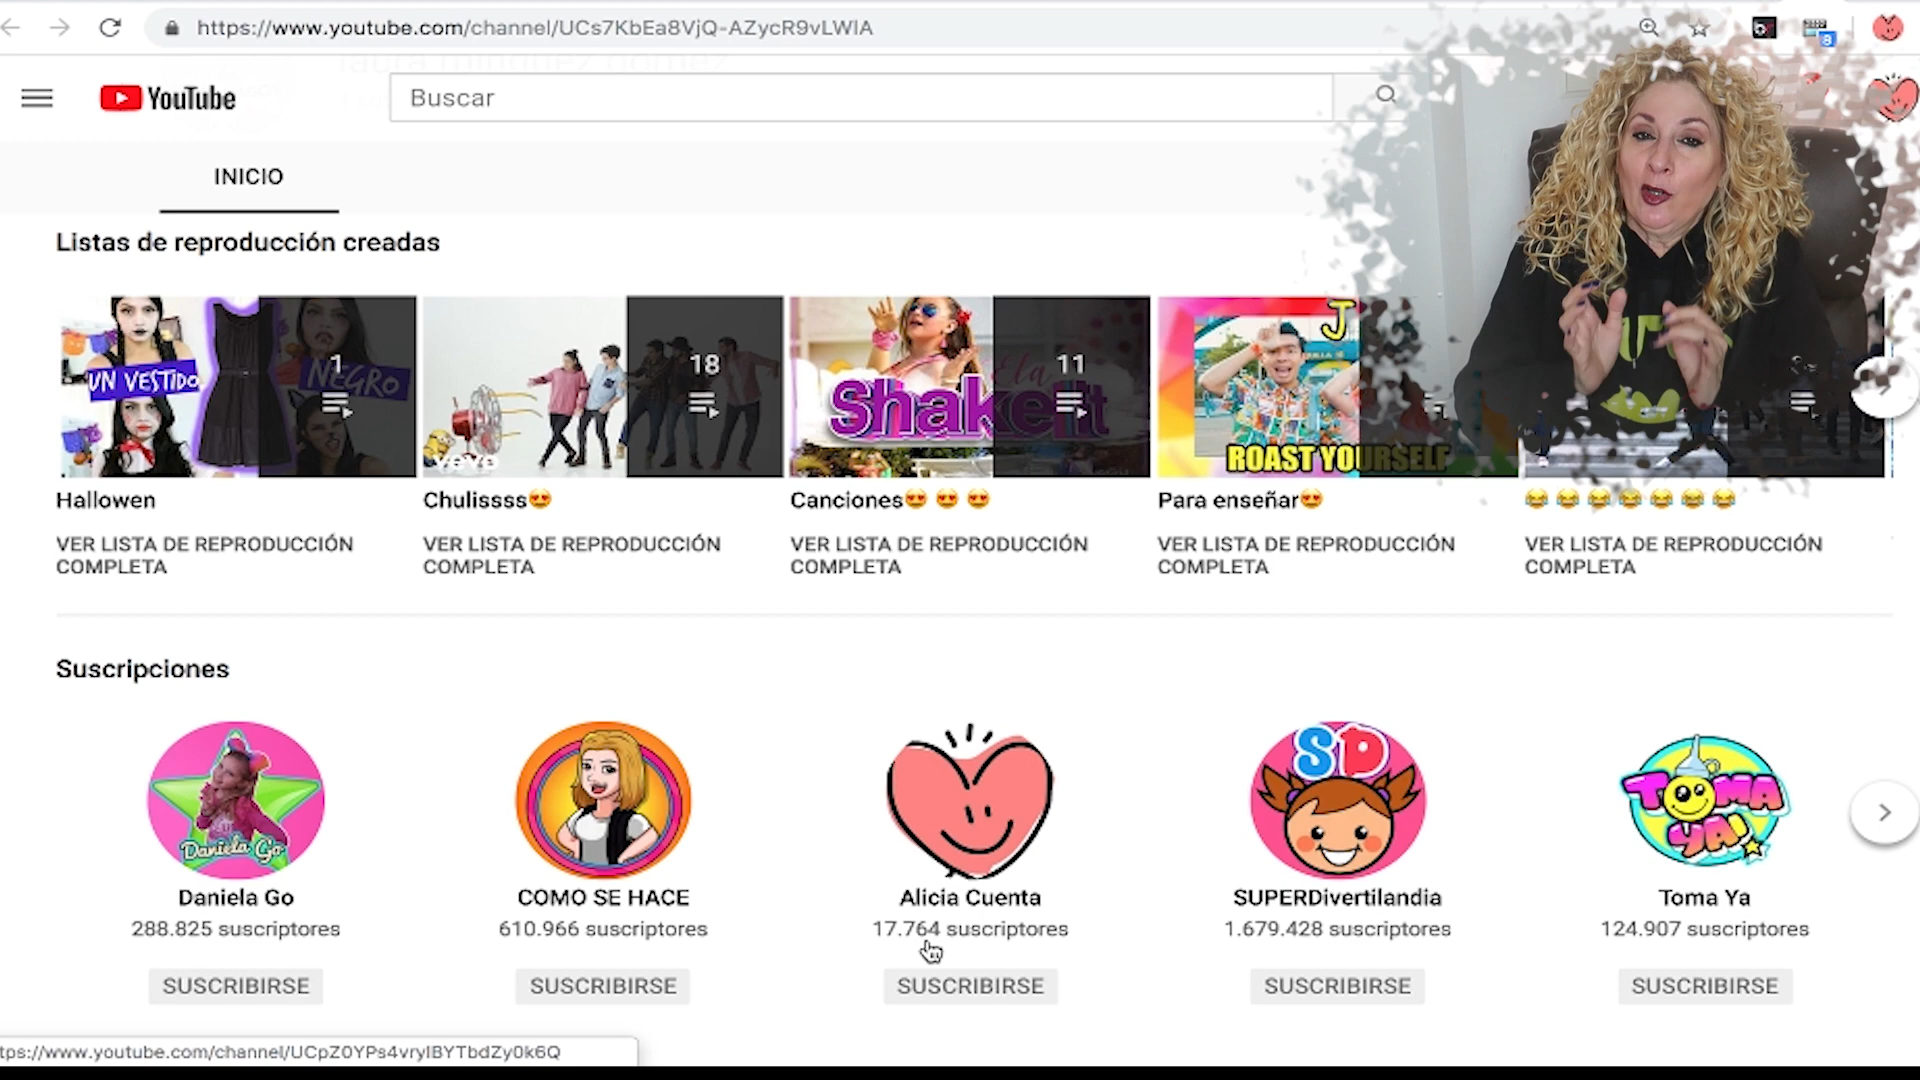 https://www.youtube.com/channel/UCs7KbEa8VjQ-AZycR9vLWlA
YouTube
Buscar
INICIO
Listas de reproducción creadas
UN VESTIDO NEGRO
1
vevo
18
Shake it
11
J
ROAST YOURSELF
Hallowen
Chulissss😍
Canciones😍 😍 😍
Para enseñar😍
😂 😂 😂 😂 😂 😂 😂
VER LISTA DE REPRODUCCIÓN COMPLETA
VER LISTA DE REPRODUCCIÓN COMPLETA
VER LISTA DE REPRODUCCIÓN COMPLETA
VER LISTA DE REPRODUCCIÓN COMPLETA
VER LISTA DE REPRODUCCIÓN COMPLETA
Suscripciones
Daniela Go
SD
TOMA YA!
Daniela Go
COMO SE HACE
Alicia Cuenta
SUPERDivertilandia
Toma Ya
288.825 suscriptores
610.966 suscriptores
17.764 suscriptores
1.679.428 suscriptores
124.907 suscriptores
SUSCRIBIRSE
SUSCRIBIRSE
SUSCRIBIRSE
SUSCRIBIRSE
SUSCRIBIRSE
tps://www.youtube.com/channel/UCpZ0YPs4vryIBYTbdZy0k6Q